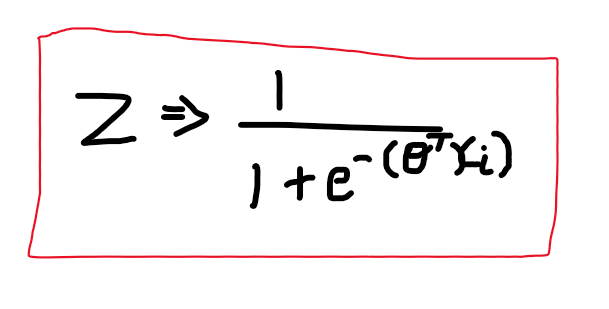 Z ⇒ 1 / (1 + e^-(θ^T x_i))